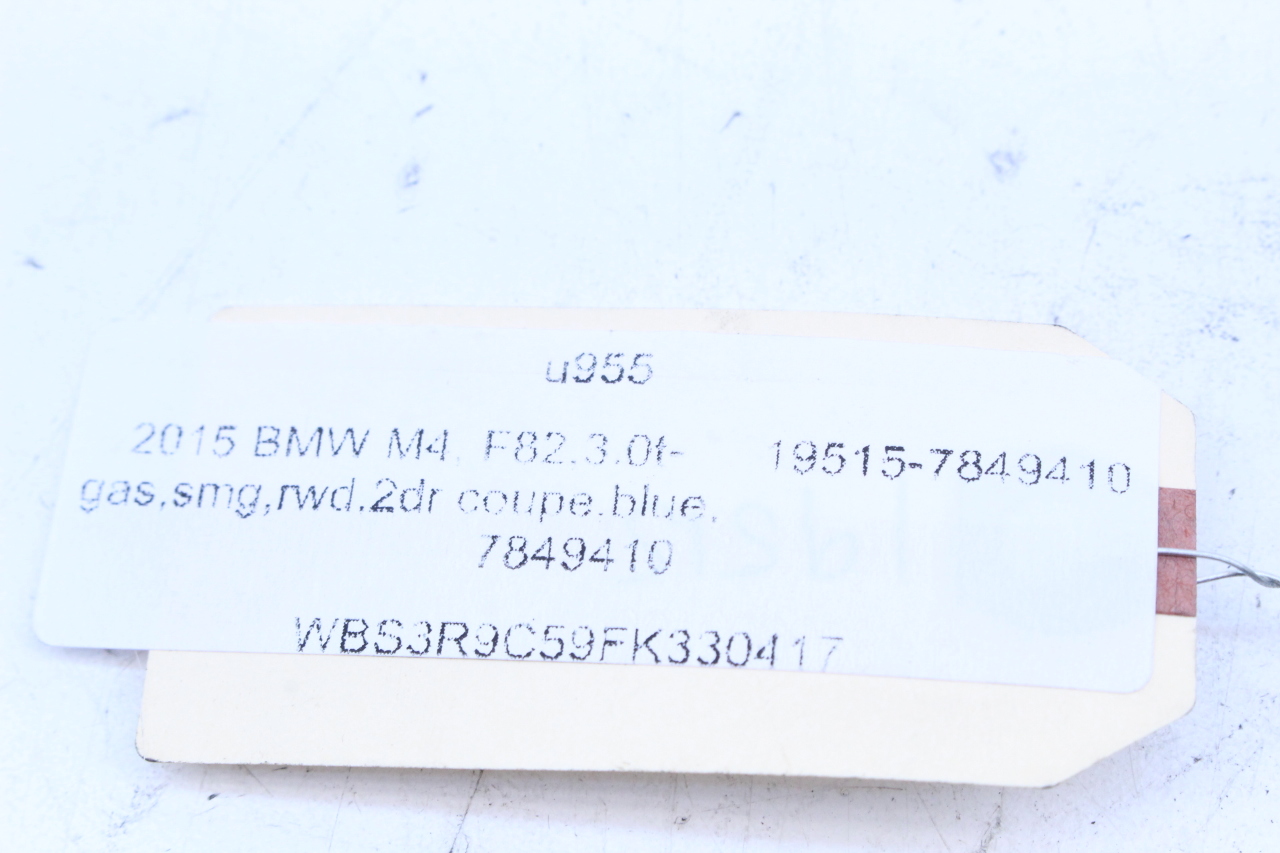 u955
2015 BMW M4, F82.3.0t- 19515-7849410
gas,smg,rwd.2dr coupe.blue,
7849410
WBS3R9C59FK330417